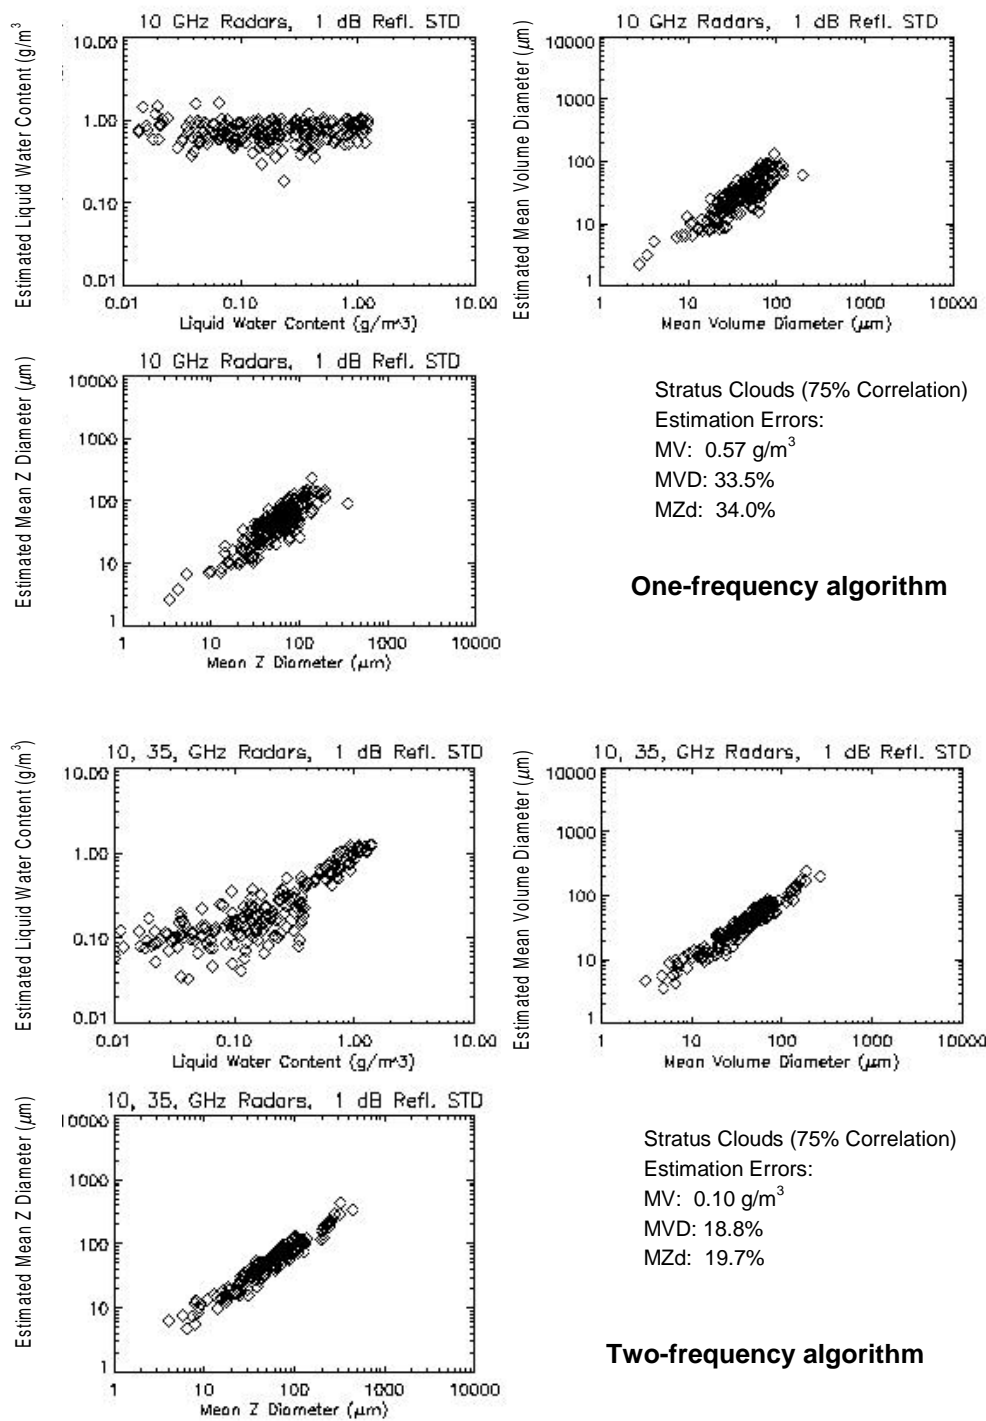 10 GHz Radars, 1 dB Refl. STD
Estimated Liquid Water Content (g/m³)
10.00
1.00
0.10
0.01
0.01 0.10 1.00 10.00
Liquid Water Content (g/m^3)
10 GHz Radars, 1 dB Refl. STD
Estimated Mean Volume Diameter (μm)
10000
1000
100
10
1
1 10 100 1000 10000
Mean Volume Diameter (μm)
10 GHz Radars, 1 dB Refl. STD
Estimated Mean Z Diameter (μm)
10000
1000
100
10
1
1 10 100 1000 10000
Mean Z Diameter (μm)
Stratus Clouds (75% Correlation)
Estimation Errors:
MV: 0.57 g/m³
MVD: 33.5%
MZd: 34.0%
One-frequency algorithm
10, 35, GHz Radars, 1 dB Refl. STD
Estimated Liquid Water Content (g/m³)
10.00
1.00
0.10
0.01
0.01 0.10 1.00 10.00
Liquid Water Content (g/m^3)
10, 35, GHz Radars, 1 dB Refl. STD
Estimated Mean Volume Diameter (μm)
10000
1000
100
10
1
1 10 100 1000 10000
Mean Volume Diameter (μm)
10, 35, GHz Radars, 1 dB Refl. STD
Estimated Mean Z Diameter (μm)
10000
1000
100
10
1
1 10 100 1000 10000
Mean Z Diameter (μm)
Stratus Clouds (75% Correlation)
Estimation Errors:
MV: 0.10 g/m³
MVD: 18.8%
MZd: 19.7%
Two-frequency algorithm